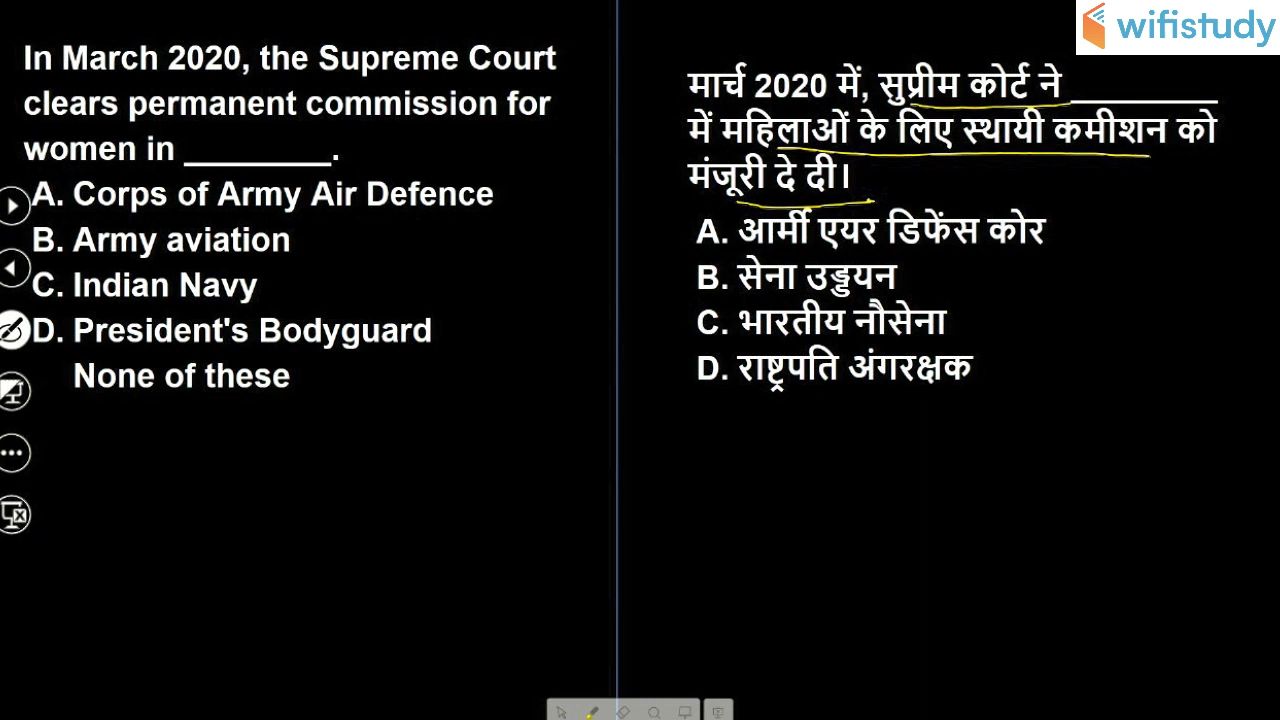 wifistudy
In March 2020, the Supreme Court
clears permanent commission for
women in ________.
A. Corps of Army Air Defence
B. Army aviation
C. Indian Navy
D. President's Bodyguard
None of these
मार्च 2020 में, सुप्रीम कोर्ट ने ________
में महिलाओं के लिए स्थायी कमीशन को
मंजूरी दे दी।
A. आर्मी एयर डिफेंस कोर
B. सेना उड्डयन
C. भारतीय नौसेना
D. राष्ट्रपति अंगरक्षक